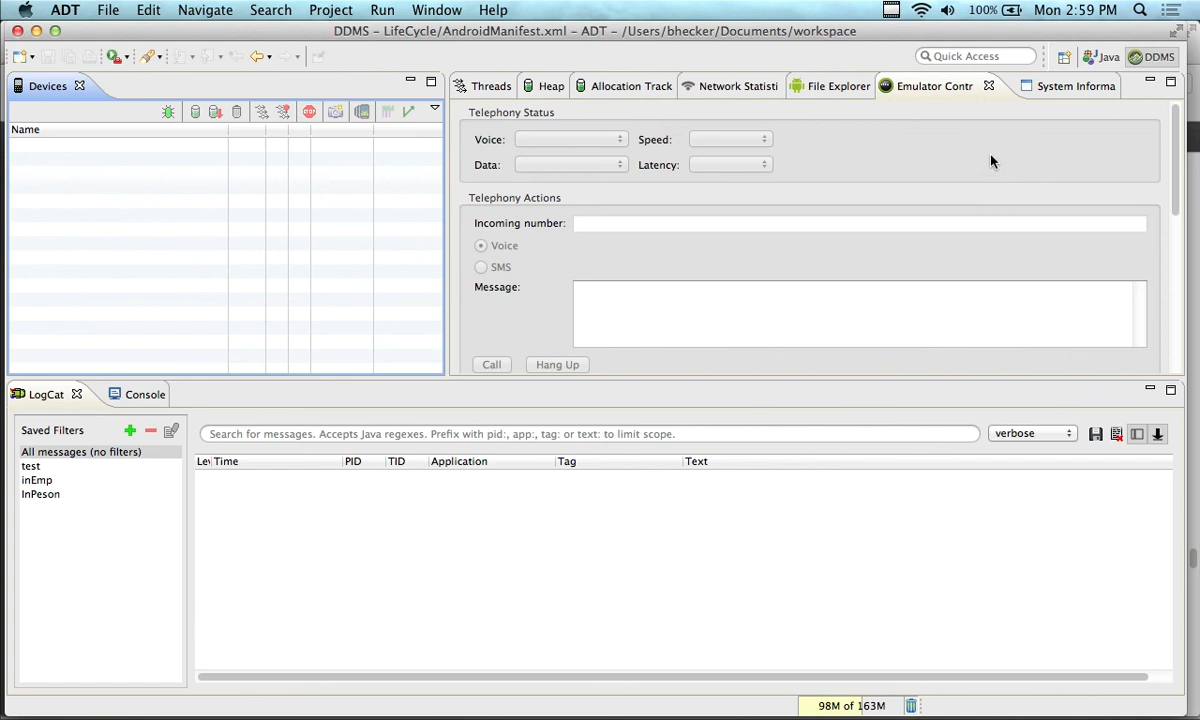 ADT File Edit Navigate Search Project Run Window Help 100% Mon 2:59 PM
DDMS – LifeCycle/AndroidManifest.xml – ADT – /Users/bhecker/Documents/workspace
Quick Access Java DDMS
Devices Threads Heap Allocation Track Network Statisti File Explorer Emulator Contr System Informa
Name
Telephony Status
Voice: Speed:
Data: Latency:
Telephony Actions
Incoming number:
Voice
SMS
Message:
Call Hang Up
LogCat Console
Saved Filters
Search for messages. Accepts Java regexes. Prefix with pid:, app:, tag: or text: to limit scope. verbose
All messages (no filters)
test
inEmp
InPeson
Lev Time PID TID Application Tag Text
98M of 163M